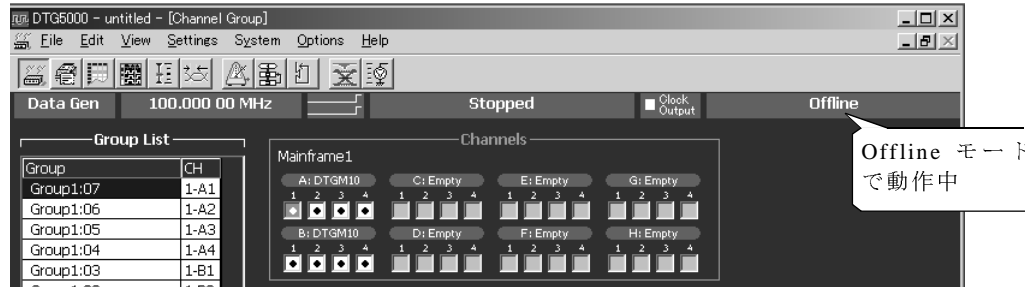 DTG5000 - untitled - [Channel Group]
File Edit View Settings System Options Help
Data Gen 100.000 00 MHz Stopped Clock Output Offline
Offline モード
で動作中
Group List
Group CH
Group1:07 1-A1
Group1:06 1-A2
Group1:05 1-A3
Group1:04 1-A4
Group1:03 1-B1
Channels
Mainframe1
A: DTGM10 C: Empty E: Empty G: Empty
1 2 3 4 1 2 3 4 1 2 3 4 1 2 3 4
B: DTGM10 D: Empty F: Empty H: Empty
1 2 3 4 1 2 3 4 1 2 3 4 1 2 3 4